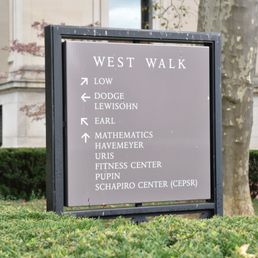 WEST WALK
↗ LOW
← DODGE
LEWISOHN
↖ EARL
↑ MATHEMATICS
HAVEMEYER
URIS
FITNESS CENTER
PUPIN
SCHAPIRO CENTER (CEPSR)